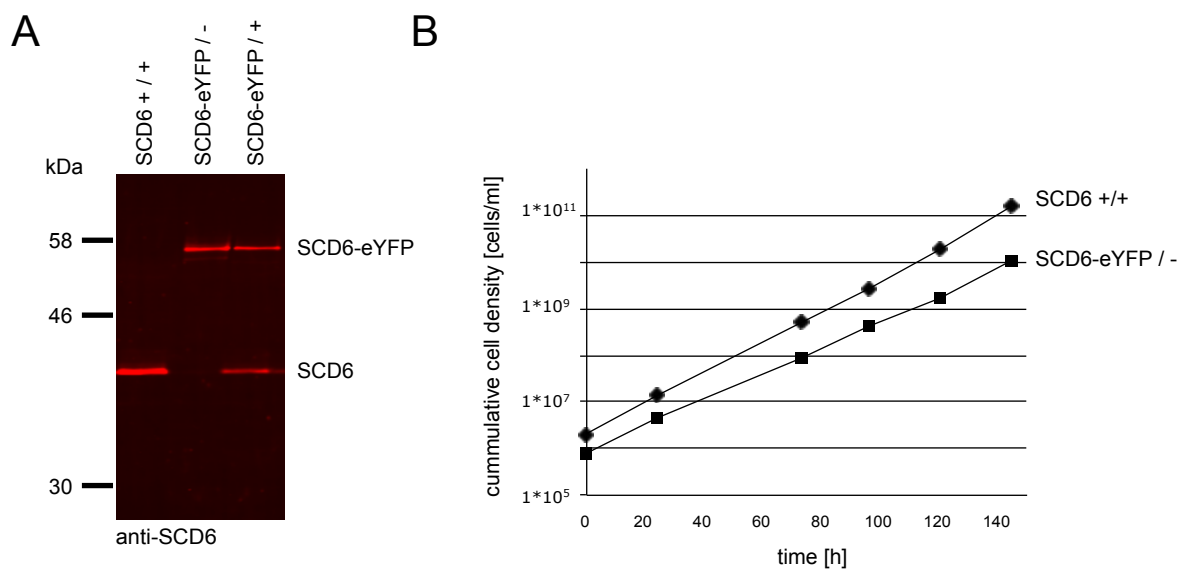 A
SCD6 + / +
SCD6-eYFP / -
SCD6-eYFP / +
kDa
58
46
30
SCD6-eYFP
SCD6
anti-SCD6
B
cummulative cell density [cells/ml]
1*10¹¹
1*10⁹
1*10⁷
1*10⁵
0 20 40 60 80 100 120 140
time [h]
SCD6 +/+
SCD6-eYFP / -